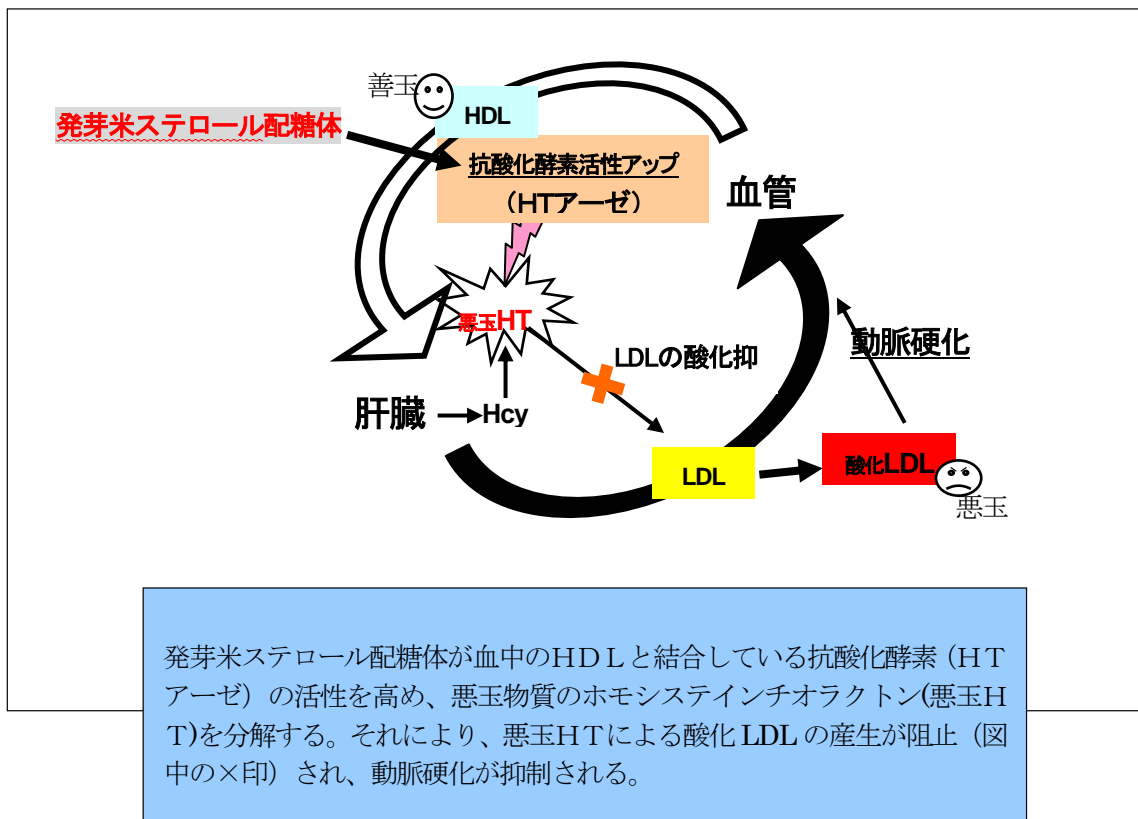 善玉
HDL
発芽米ステロール配糖体
抗酸化酵素活性アップ
（HTアーゼ）
血管
悪玉HT
LDLの酸化抑
動脈硬化
肝臓
Hcy
LDL
酸化LDL
悪玉
発芽米ステロール配糖体が血中のＨＤＬと結合している抗酸化酵素（ＨＴ
アーゼ）の活性を高め、悪玉物質のホモシステインチオラクトン(悪玉Ｈ
Ｔ)を分解する。それにより、悪玉ＨＴによる酸化 LDL の産生が阻止（図
中の×印）され、動脈硬化が抑制される。